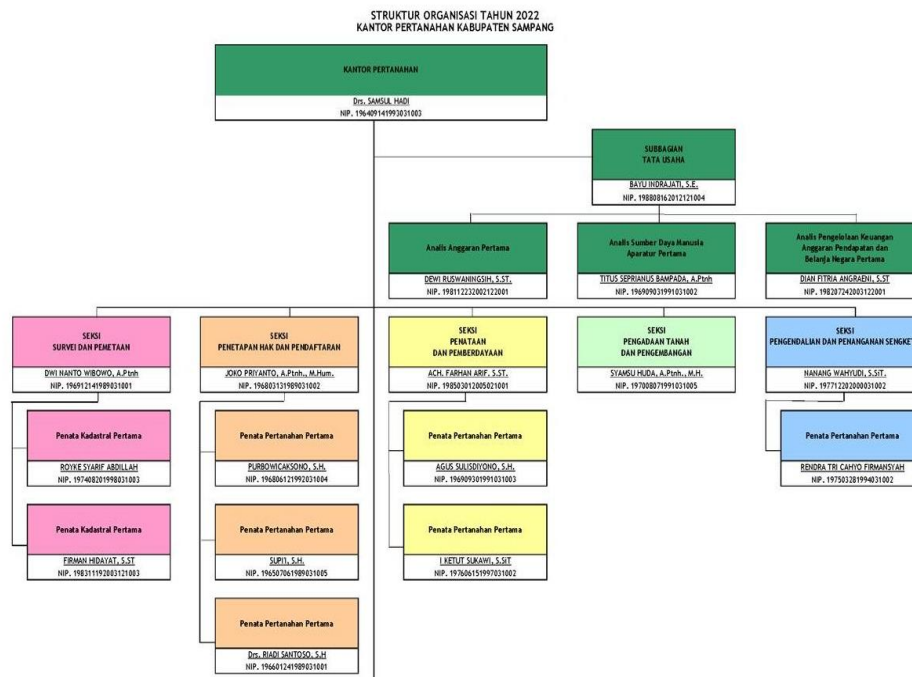 STRUKTUR ORGANISASI TAHUN 2022
KANTOR PERTANAHAN KABUPATEN SAMPANG
KANTOR PERTANAHAN
Drs. SAMSUL HADI
NIP. 196409141993031003
SUBBAGIAN
TATA USAHA
BAYU INDRAJATI, S.E.
NIP. 198808162012121004
Analis Anggaran Pertama
DEWI RUSWANINGSIH, S.ST.
NIP. 198112232002122001
Analis Sumber Daya Manusia
Aparatur Pertama
TITUS SEPRIANUS BAMPADA, A.Ptnh
NIP. 196909031991031002
Analis Pengelolaan Keuangan
Anggaran Pendapatan dan
Belanja Negara Pertama
DIAN FITRIA ANGRAENI, S.ST
NIP. 198207242003122001
SEKSI
SURVEI DAN PEMETAAN
DWI NANTO WIBOWO, A.Ptnh
NIP. 196912141989031001
SEKSI
PENETAPAN HAK DAN PENDAFTARAN
JOKO PRIYANTO, A.Ptnh., M.Hum.
NIP. 196803131989031002
SEKSI
PENATAAN
DAN PEMBERDAYAAN
ACH. FARHAN ARIF. S.ST.
NIP. 198503012005021001
SEKSI
PENGADAAN TANAH
DAN PENGEMBANGAN
SYAMSU HUDA, A.Ptnh., M.H.
NIP. 197008071991031005
SEKSI
PENGENDALIAN DAN PENANGANAN SENGKET
NANANG WAHYUDI, S.SiT.
NIP. 197712202000031002
Penata Kadastral Pertama
ROYKE SYARIF ABDILLAH
NIP. 197408201998031003
Penata Pertanahan Pertama
PURBOWICAKSONO, S.H.
NIP. 196806121992031004
Penata Pertanahan Pertama
AGUS SULISDIYONO, S.H.
NIP. 196909301991031003
Penata Pertanahan Pertama
RENDRA TRI CAHYO FIRMANSYAH
NIP. 197503281994031002
Penata Kadastral Pertama
FIRMAN HIDAYAT, S.ST
NIP. 198311192003121003
Penata Pertanahan Pertama
SUPI'I, S.H.
NIP. 196507061989031005
Penata Pertanahan Pertama
I KETUT SUKAWI, S.SiT
NIP. 197606151997031002
Penata Pertanahan Pertama
Drs. RIADI SANTOSO, S.H
NIP. 196601241989031001